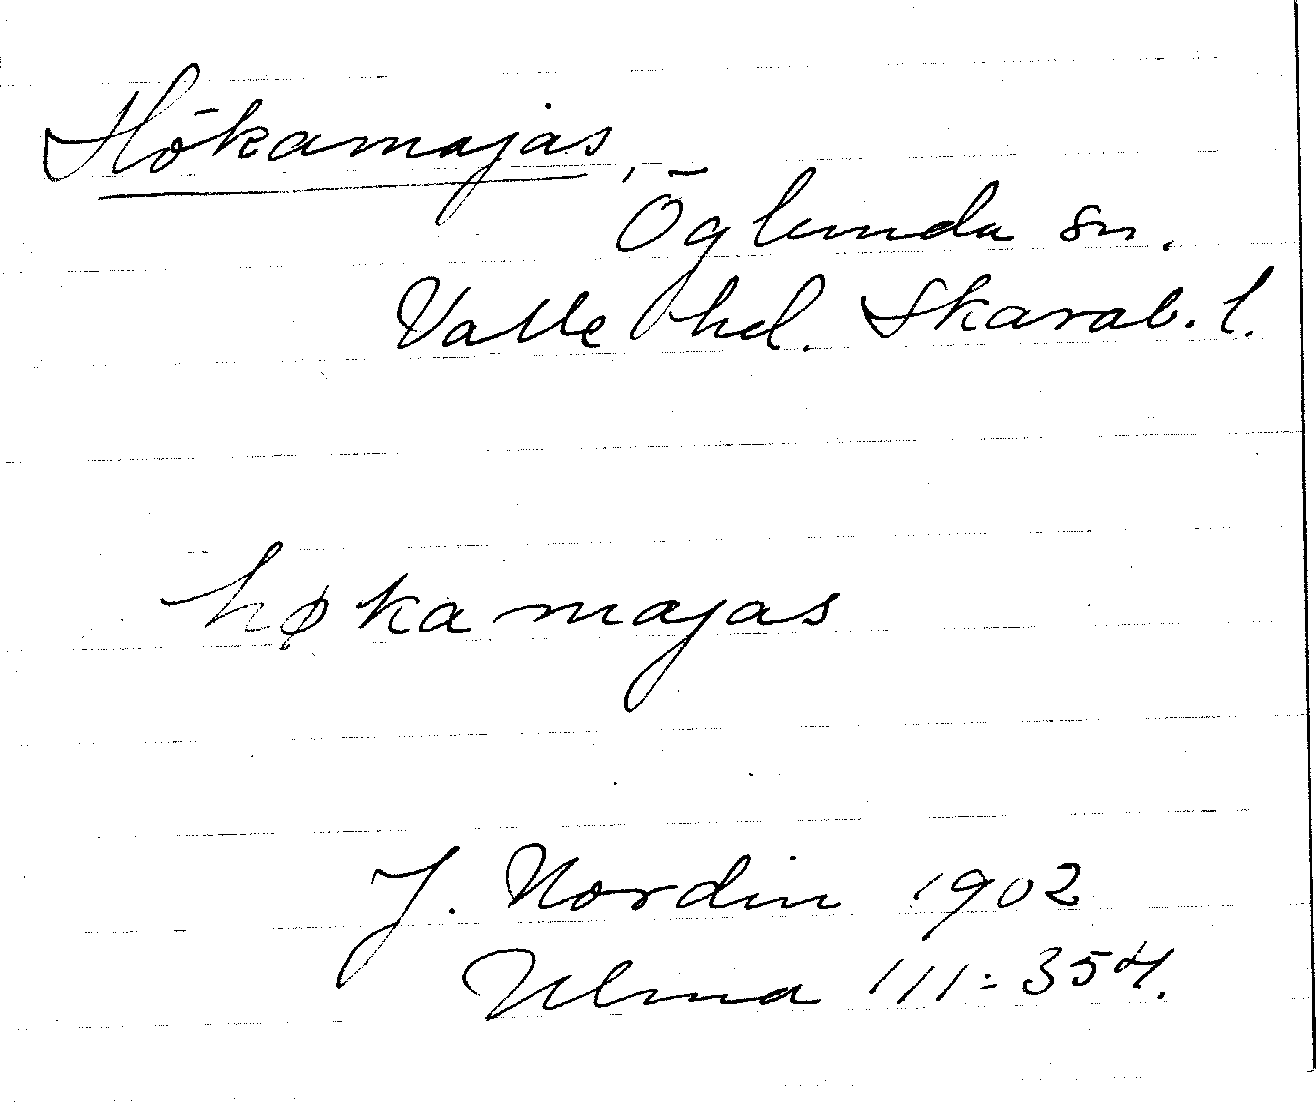 Hökamajas,
Öglunda sn.
Valle hd. Skarab. l.
høkamajas
J. Nordin 1902
Ulma 111:354.